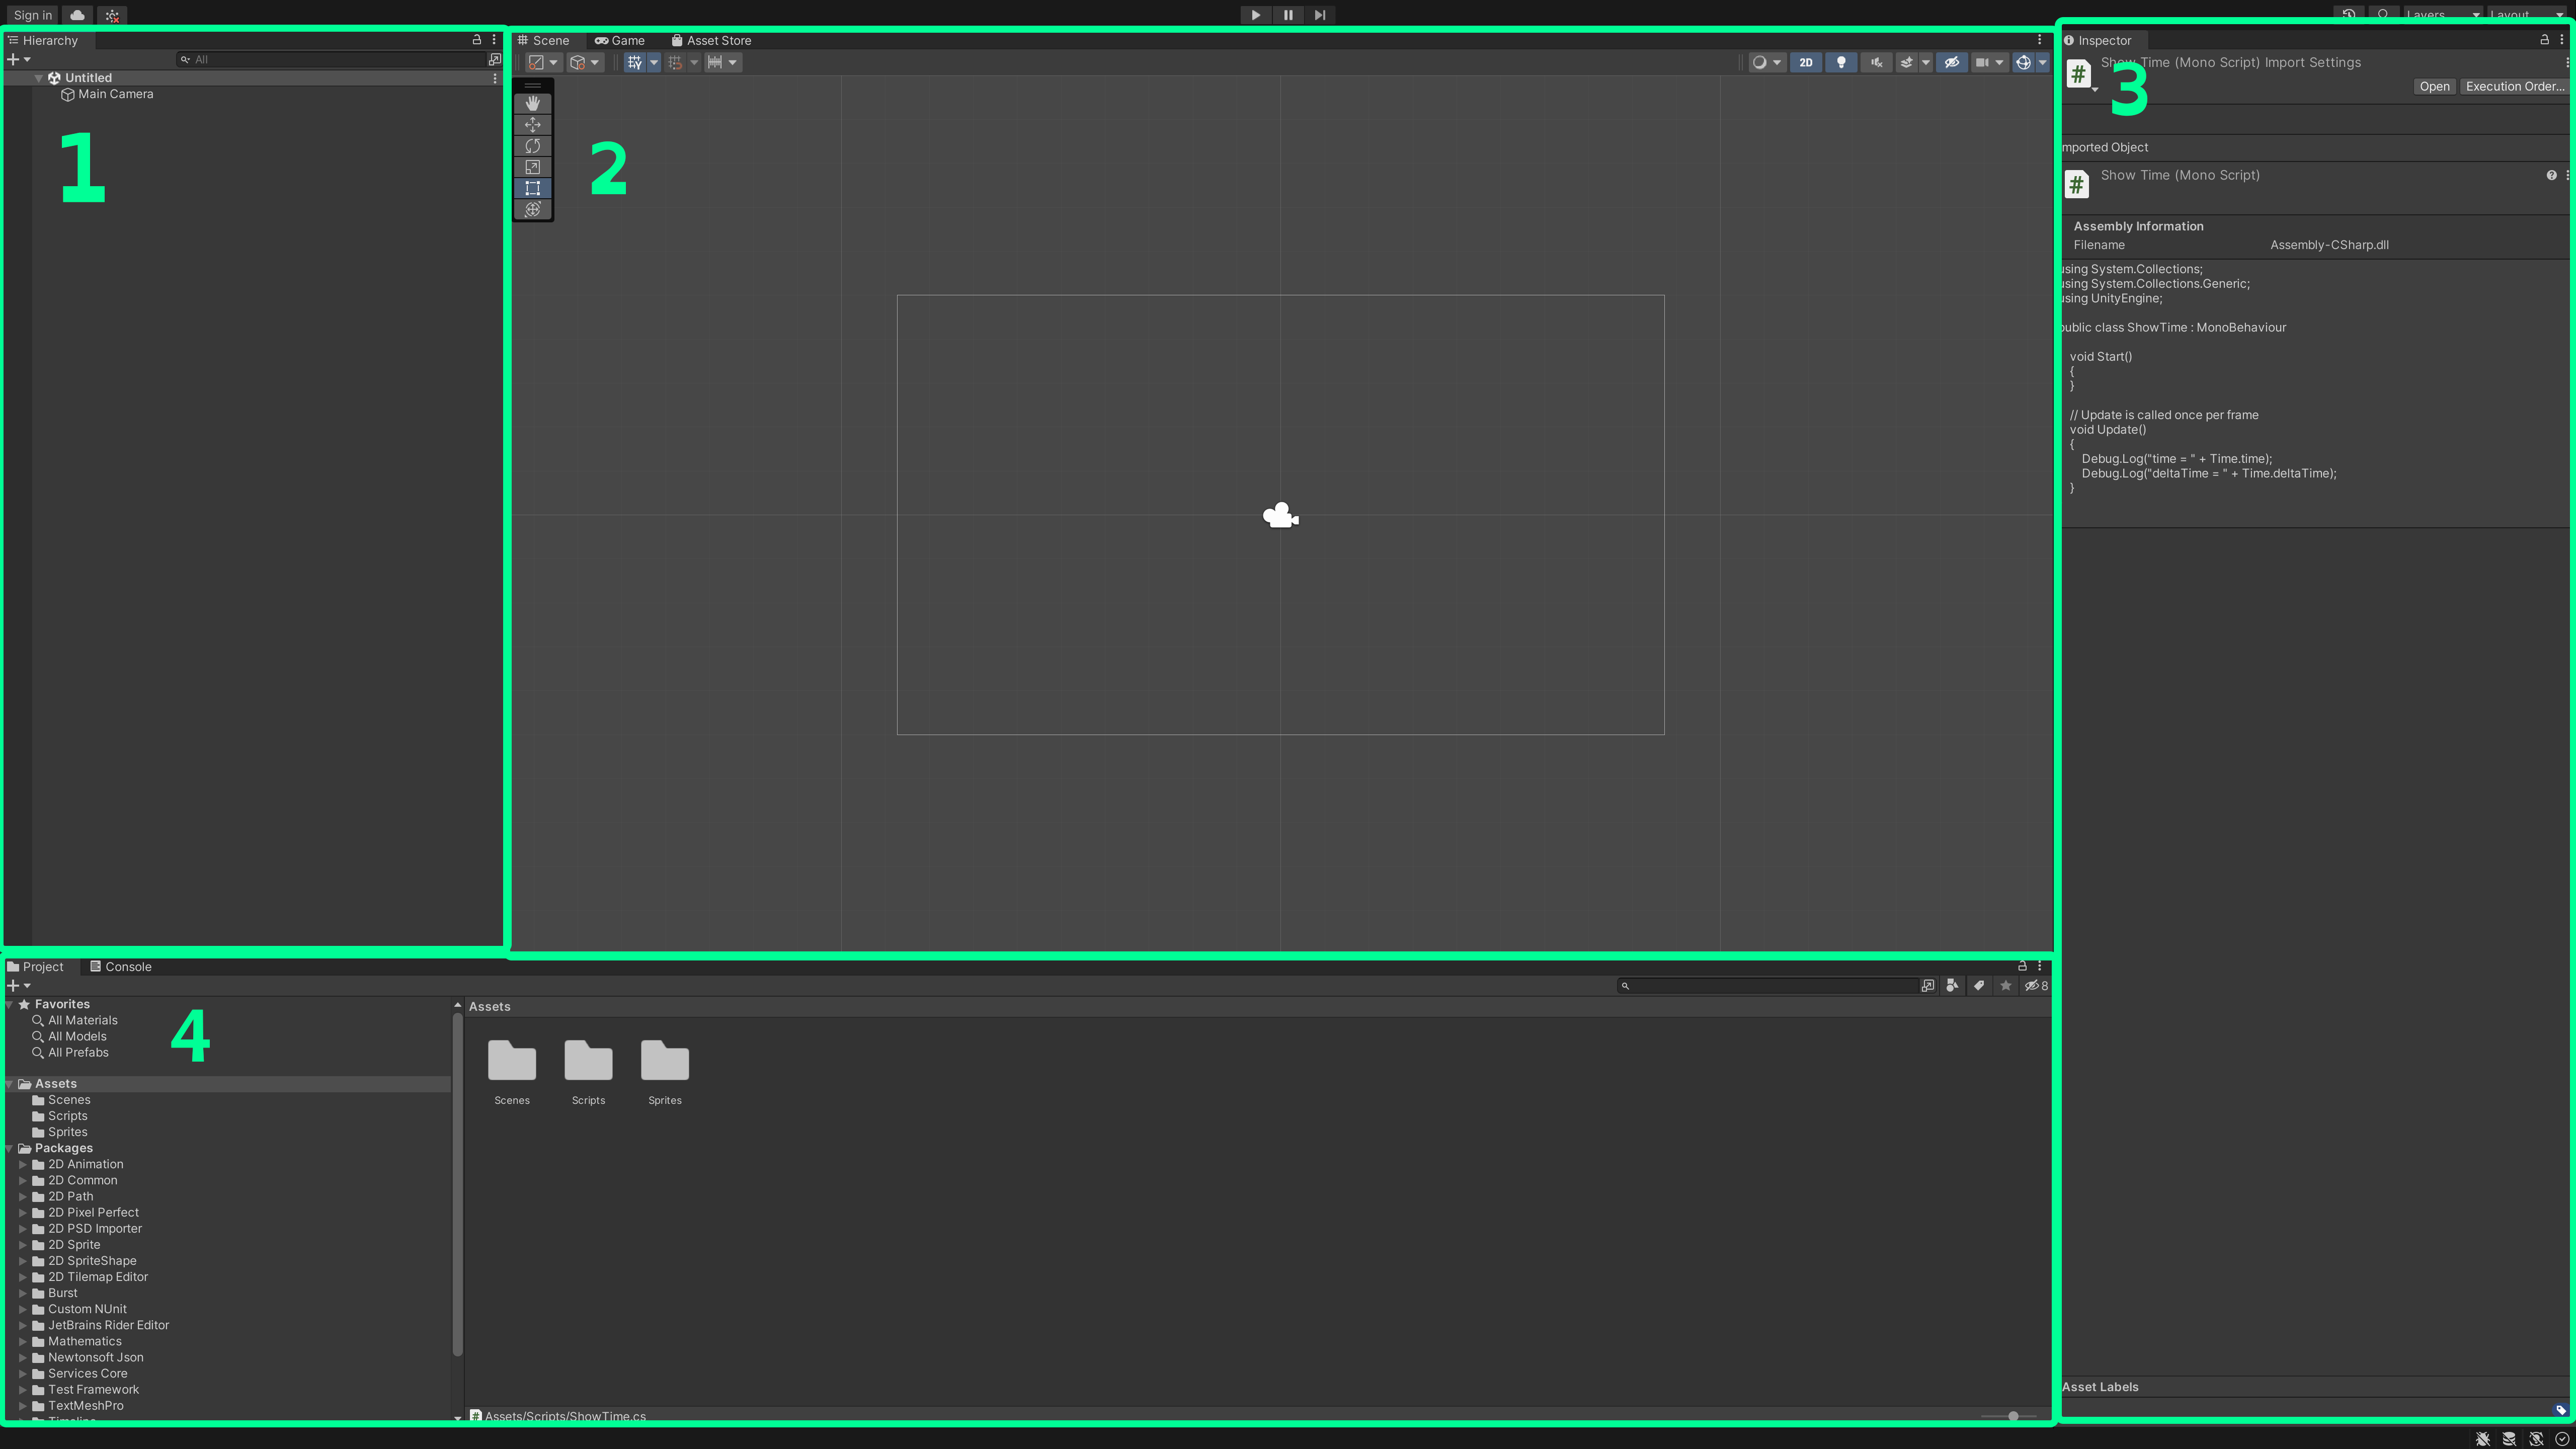 Sign in
Layers
Layout
Hierarchy
All
Untitled
Main Camera
1
Scene
Game
Asset Store
2D
2
Inspector
Show Time (Mono Script) Import Settings
3
Open
Execution Order...
mported Object
Show Time (Mono Script)
Assembly Information
Filename
Assembly-CSharp.dll
using System.Collections;
using System.Collections.Generic;
using UnityEngine;
public class ShowTime : MonoBehaviour
void Start()
{
}
// Update is called once per frame
void Update()
{
Debug.Log("time = " + Time.time);
Debug.Log("deltaTime = " + Time.deltaTime);
}
Asset Labels
Project
Console
8
Favorites
All Materials
All Models
All Prefabs
4
Assets
Scenes
Scripts
Sprites
Packages
2D Animation
2D Common
2D Path
2D Pixel Perfect
2D PSD Importer
2D Sprite
2D SpriteShape
2D Tilemap Editor
Burst
Custom NUnit
JetBrains Rider Editor
Mathematics
Newtonsoft Json
Services Core
Test Framework
TextMeshPro
Timeline
Assets
Scenes
Scripts
Sprites
Assets/Scripts/ShowTime.cs